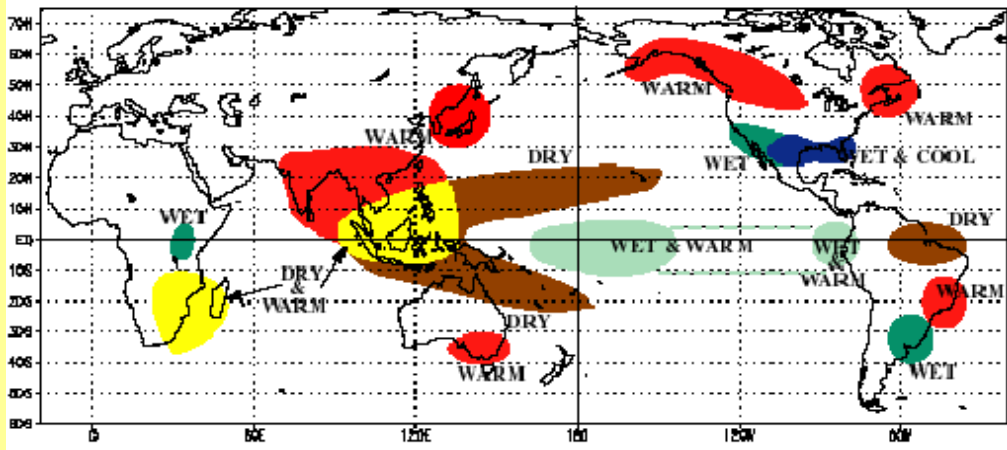 70N
60N
50N
40N
30N
20N
10N
EQ
10S
20S
30S
40S
50S
60S
WARM
WARM
WARM
DRY
WET
WET & COOL
WET
WET & WARM
WET
&
WARM
DRY
DRY
&
WARM
DRY
WARM
WARM
WET
0
60E
120E
180
120W
60W